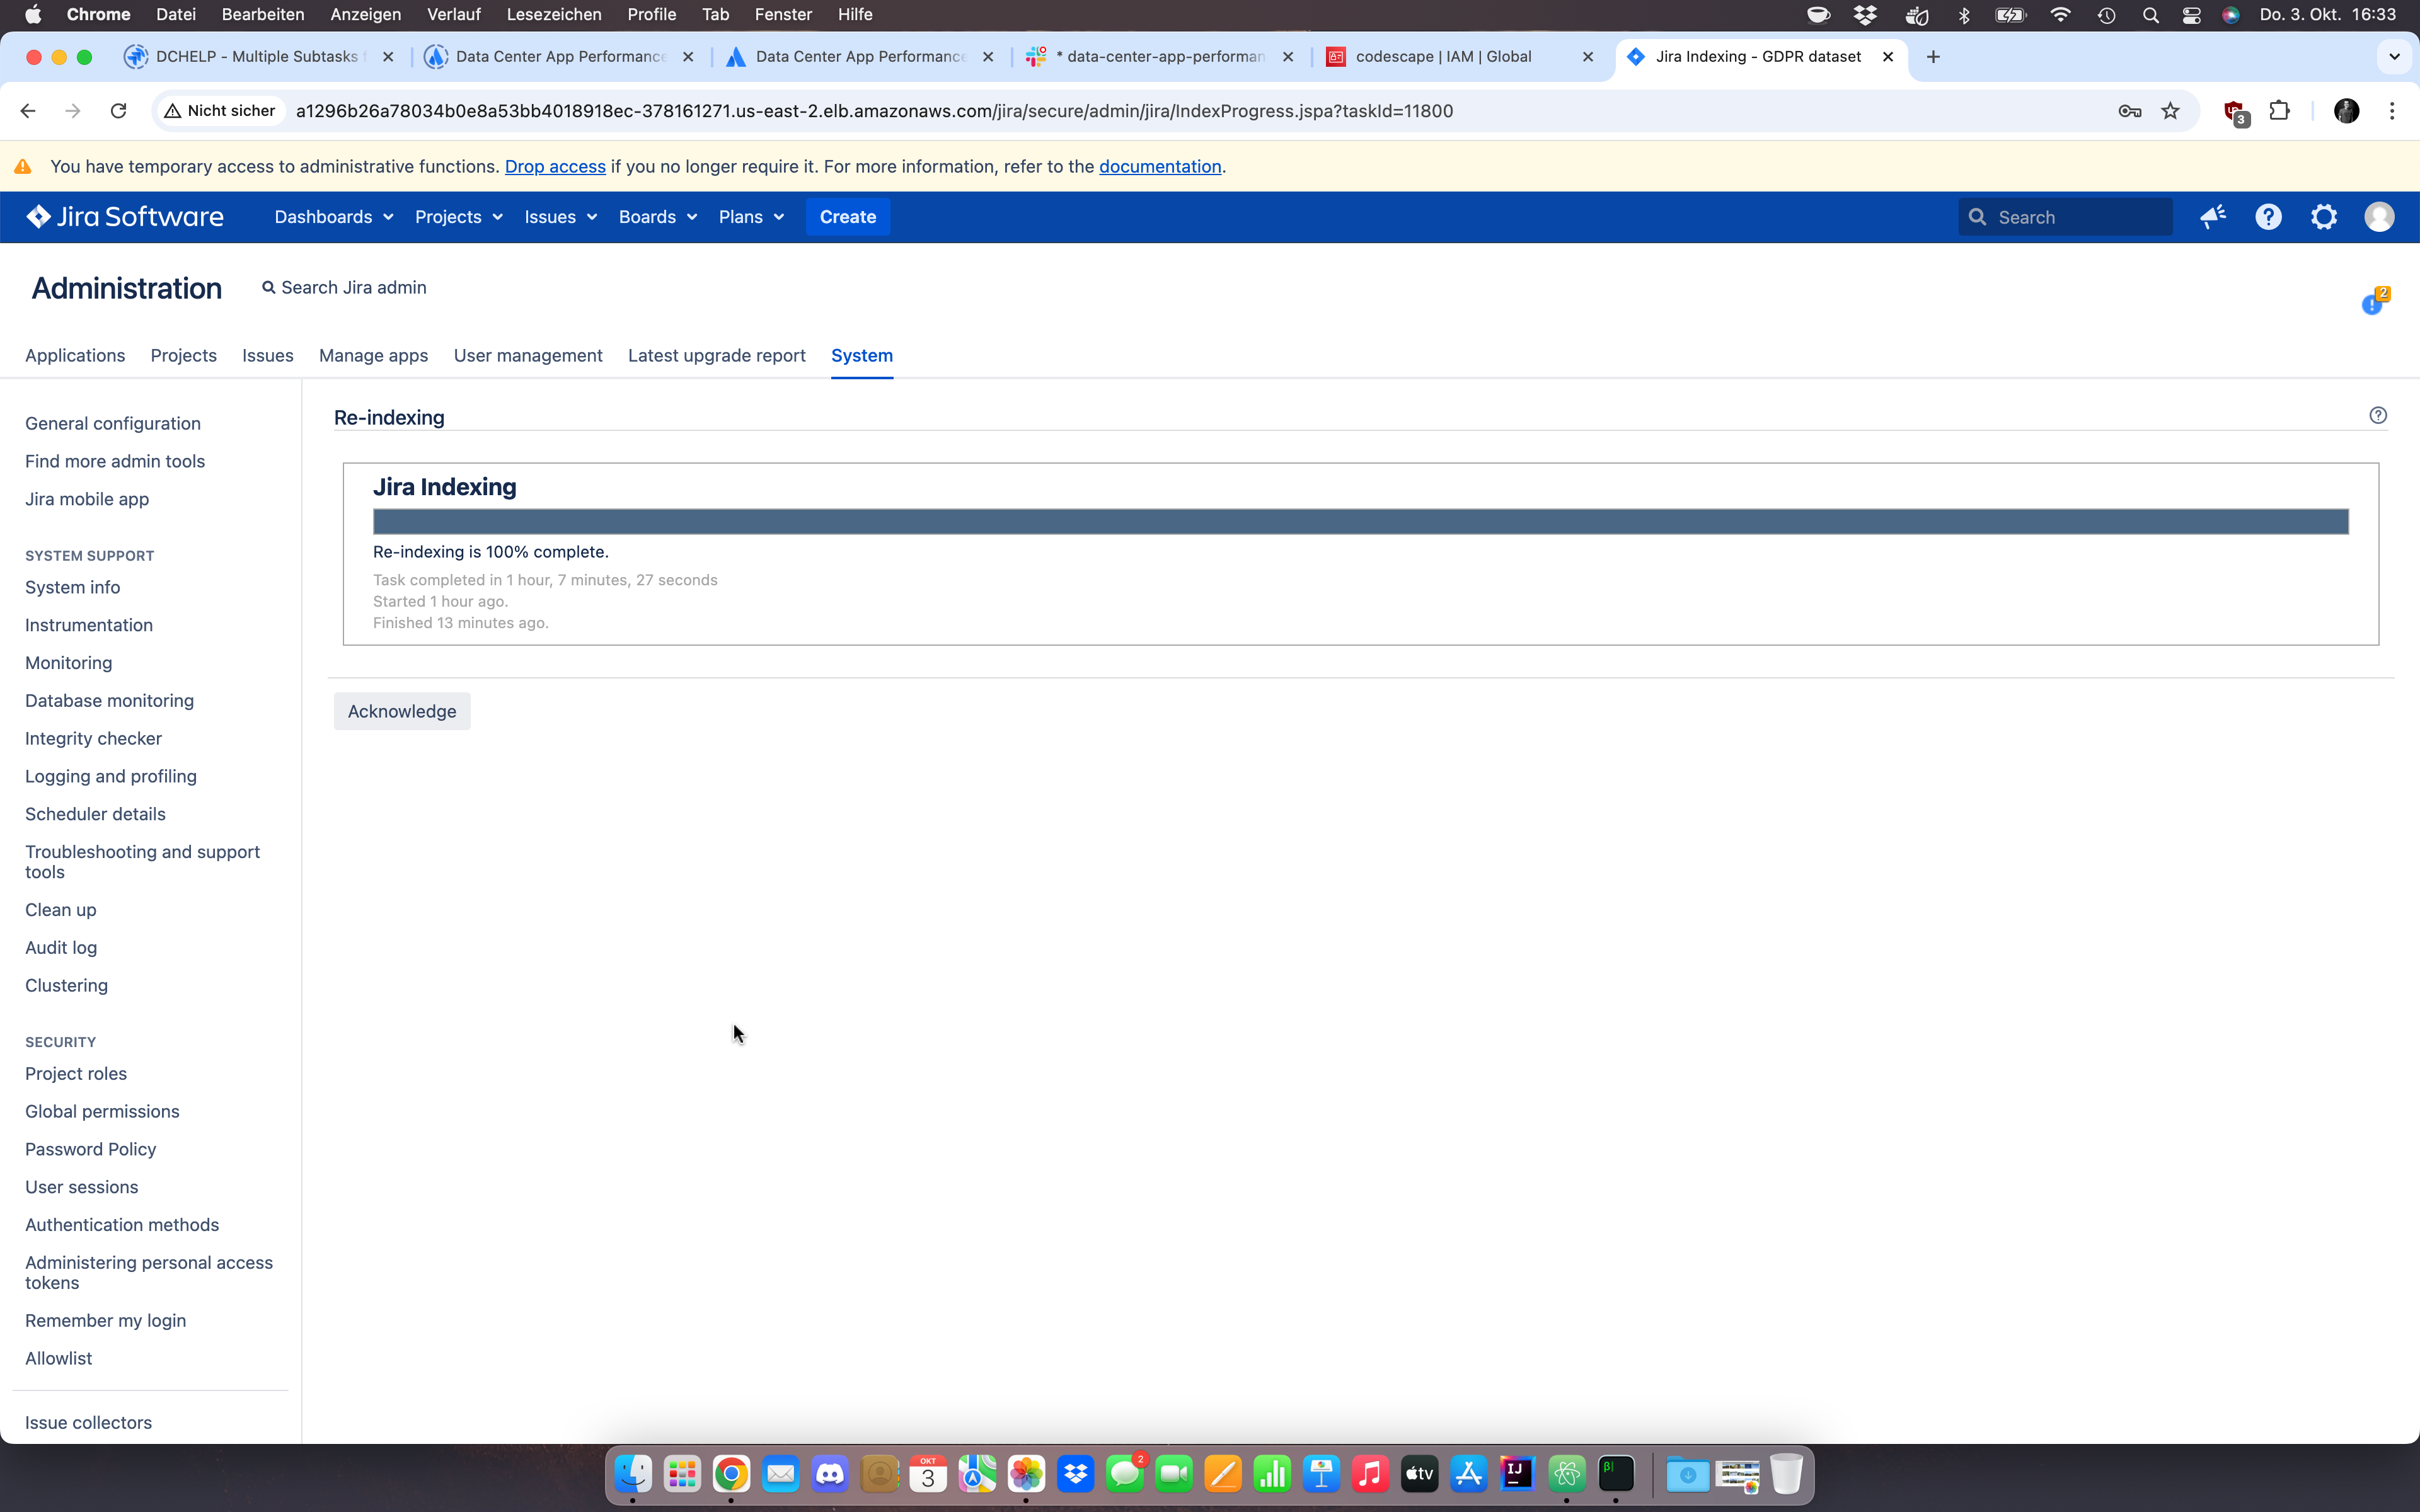 Chrome Datei Bearbeiten Anzeigen Verlauf Lesezeichen Profile Tab Fenster Hilfe Do. 3. Okt. 16:33
DCHELP - Multiple Subtasks Data Center App Performance Data Center App Performance * data-center-app-performan codescape | IAM | Global Jira Indexing - GDPR dataset
Nicht sicher a1296b26a78034b0e8a53bb4018918ec-378161271.us-east-2.elb.amazonaws.com/jira/secure/admin/jira/IndexProgress.jspa?taskId=11800 3
You have temporary access to administrative functions. Drop access if you no longer require it. For more information, refer to the documentation.
Jira Software Dashboards Projects Issues Boards Plans Create Search
Administration Search Jira admin 2
Applications Projects Issues Manage apps User management Latest upgrade report System
General configuration
Find more admin tools
Jira mobile app
SYSTEM SUPPORT
System info
Instrumentation
Monitoring
Database monitoring
Integrity checker
Logging and profiling
Scheduler details
Troubleshooting and support
tools
Clean up
Audit log
Clustering
SECURITY
Project roles
Global permissions
Password Policy
User sessions
Authentication methods
Administering personal access
tokens
Remember my login
Allowlist
Issue collectors
Re-indexing
Jira Indexing
Re-indexing is 100% complete.
Task completed in 1 hour, 7 minutes, 27 seconds
Started 1 hour ago.
Finished 13 minutes ago.
Acknowledge
OKT
3
2
tv
IJ